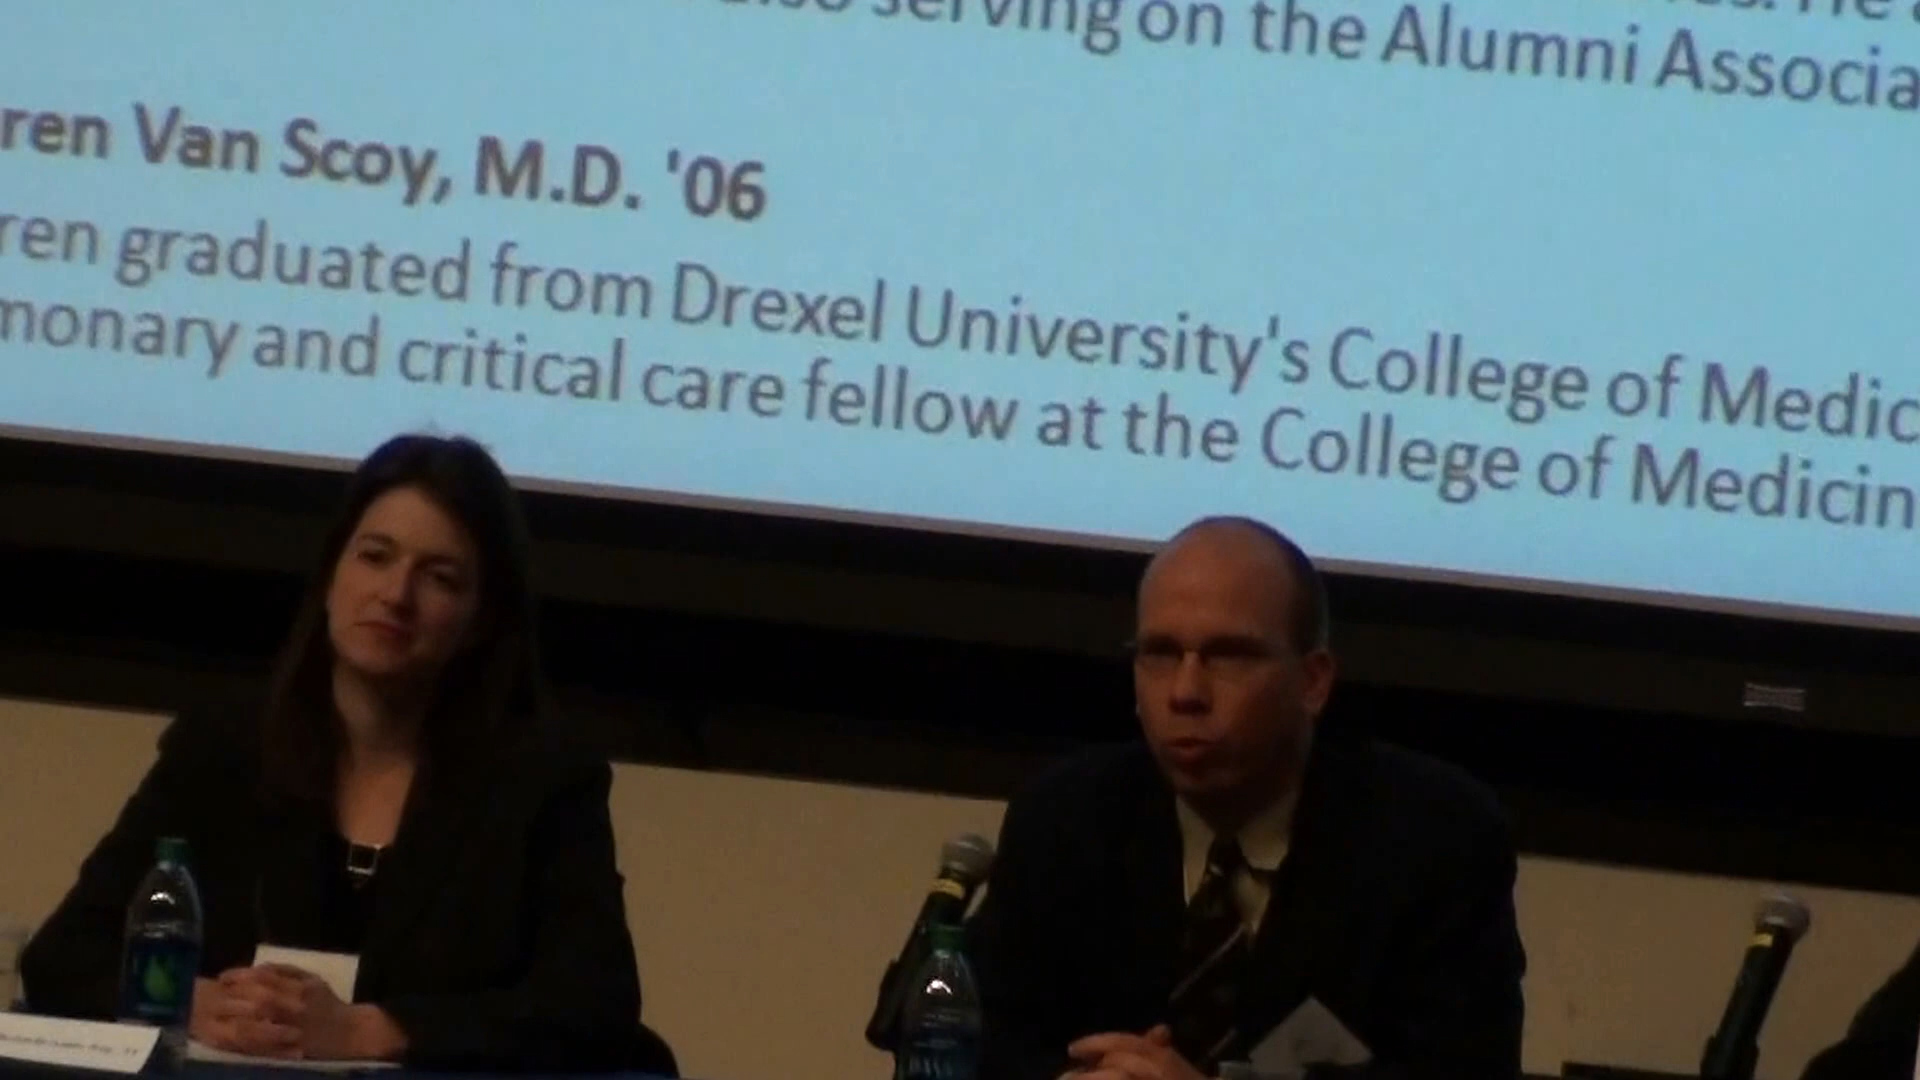 serving on the Alumni Associa
ren Van Scoy, M.D. '06
ren graduated from Drexel University's College of Medic
monary and critical care fellow at the College of Medicin